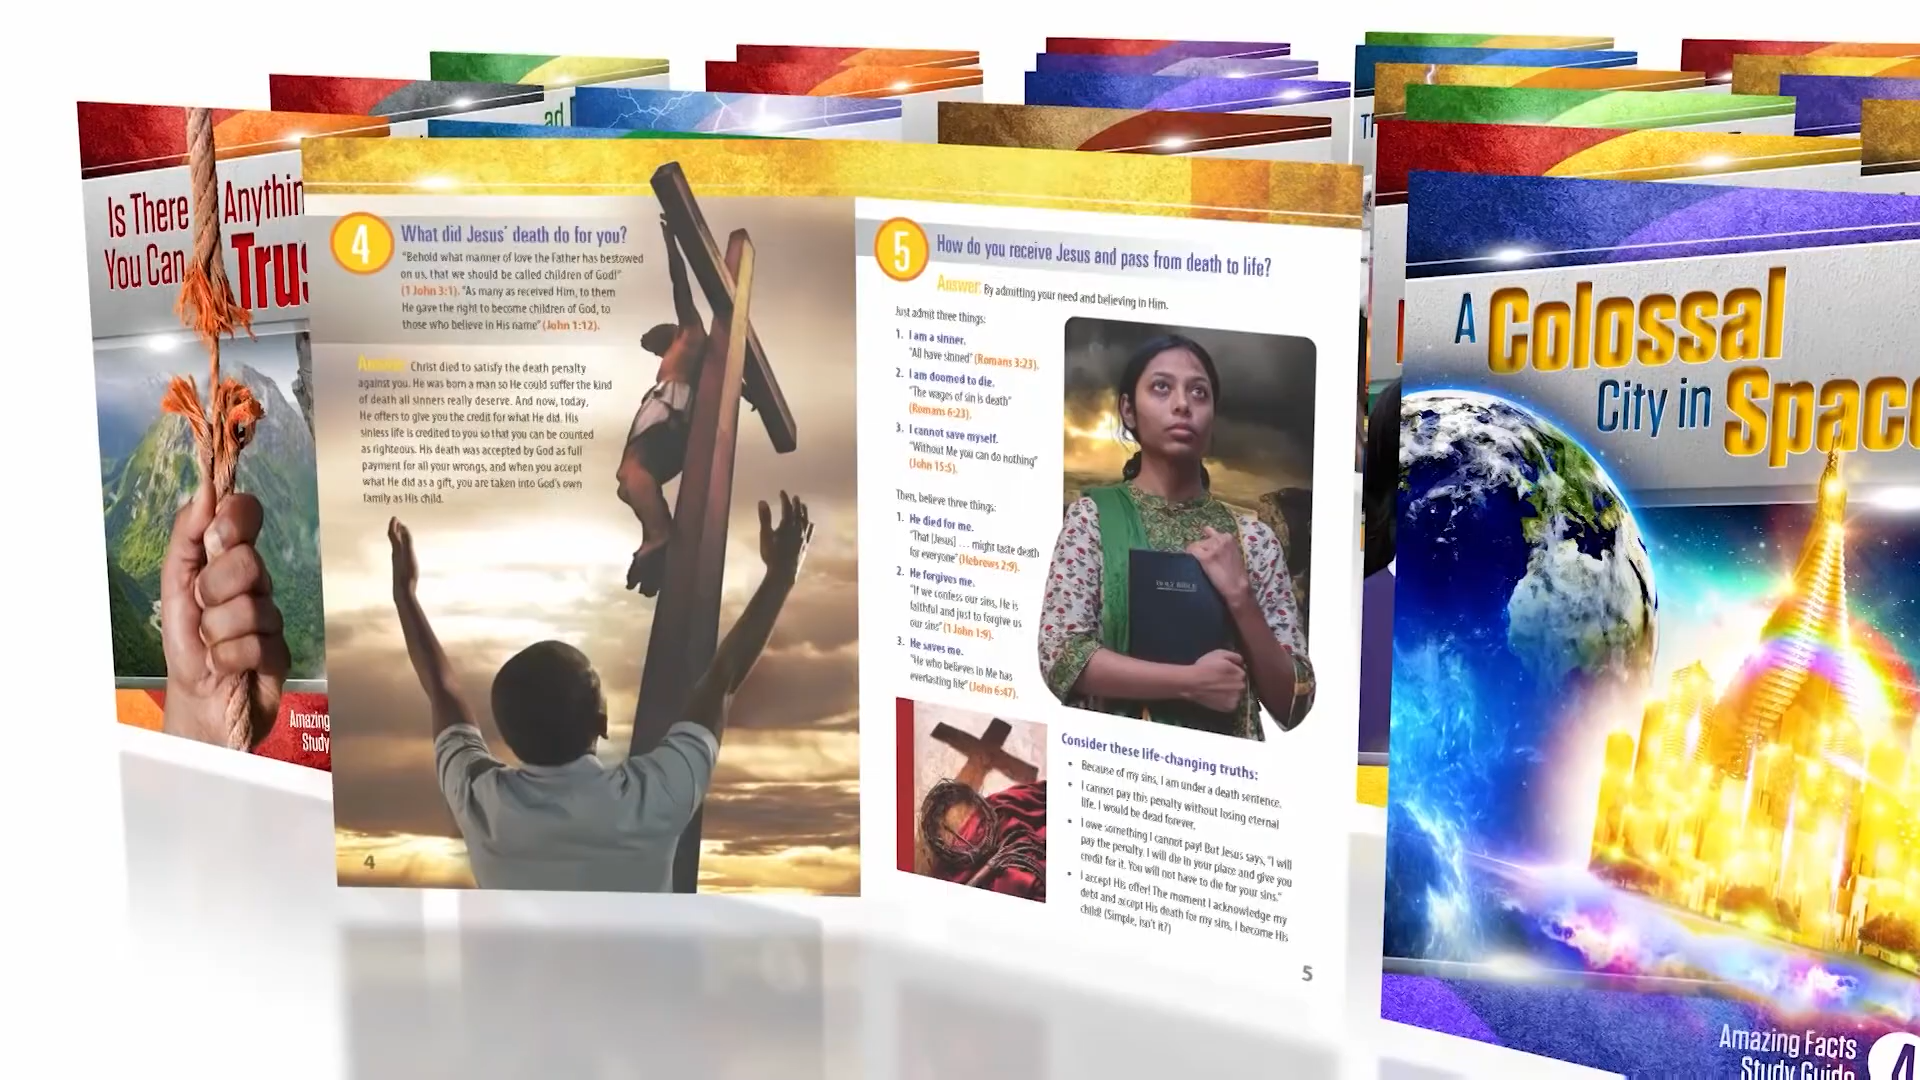 Is There Anythin
You Can Trus
Amazing
Study
ad
4
What did Jesus' death do for you?
"Behold what manner of love the Father has bestowed
on us, that we should be called children of God!"
(1 John 3:1). "As many as received Him, to them
He gave the right to become children of God, to
those who believe in His name" (John 1:12).
Answer: Christ died to satisfy the death penalty
against you. He was born a man so He could suffer the kind
of death all sinners really deserve. And now, today,
He offers to give you the credit for what He did. His
sinless life is credited to you so that you can be counted
as righteous. His death was accepted by God as full
payment for all your wrongs, and when you accept
what He did as a gift, you are taken into God's own
family as His child.
4
5
How do you receive Jesus and pass from death to life?
Answer: By admitting your need and believing in Him.
Just admit three things:
1. I am a sinner.
"All have sinned" (Romans 3:23).
2. I am doomed to die.
"The wages of sin is death"
(Romans 6:23).
3. I cannot save myself.
"Without Me you can do nothing"
(John 15:5).
Then, believe three things:
1. He died for me.
"That [Jesus] ... might taste death
for everyone" (Hebrews 2:9).
2. He forgives me.
"If we confess our sins, He is
faithful and just to forgive us
our sins" (1 John 1:9).
3. He saves me.
"He who believes in Me has
everlasting life" (John 6:47).
HOLY BIBLE
Consider these life-changing truths:
• Because of my sins, I am under a death sentence.
• I cannot pay this penalty without losing eternal
life. I would be dead forever.
• I owe something I cannot pay! But Jesus says, "I will
pay the penalty. I will die in your place and give you
credit for it. You will not have to die for your sins."
• I accept His offer! The moment I acknowledge my
debt and accept His death for my sins, I become His
child! (Simple, isn't it?)
5
A Colossal
City in Space
Amazing Facts
Study Guide
4